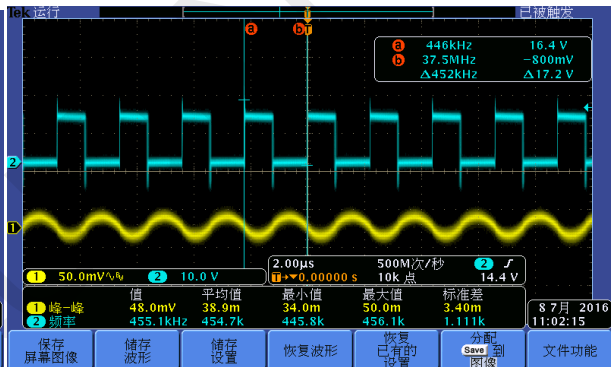 Tek 运行 已被触发
T
a b T
a 446kHz 16.4 V
b 37.5MHz −800mV
Δ452kHz Δ17.2 V
2
1
1 50.0mV 2 10.0 V
2.00μs 500M次/秒 2
T→▼0.00000 s 10k 点 14.4 V
值 平均值 最小值 最大值 标准差
1 峰–峰 48.0mV 38.9m 34.0m 50.0m 3.40m
2 频率 455.1kHz 454.7k 445.8k 456.1k 1.111k
8 7月 2016
11:02:15
保存
屏幕图像
储存
波形
储存
设置
恢复波形
恢复
已有的
设置
分配
Save 到
图像
文件功能